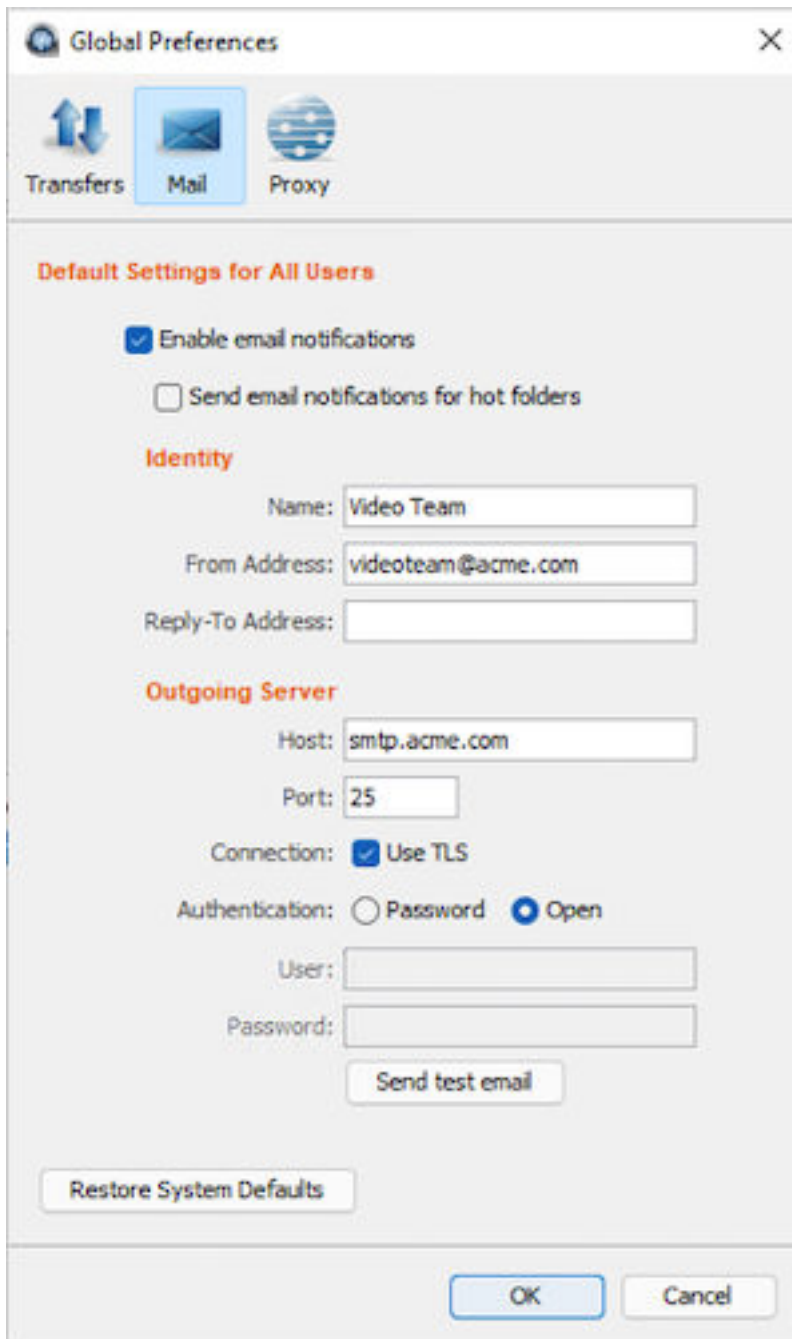 Global Preferences
Transfers Mail Proxy
Default Settings for All Users
Enable email notifications
Send email notifications for hot folders
Identity
Name: Video Team
From Address: videoteam@acme.com
Reply-To Address:
Outgoing Server
Host: smtp.acme.com
Port: 25
Connection: Use TLS
Authentication: Password Open
User:
Password:
Send test email
Restore System Defaults
OK Cancel